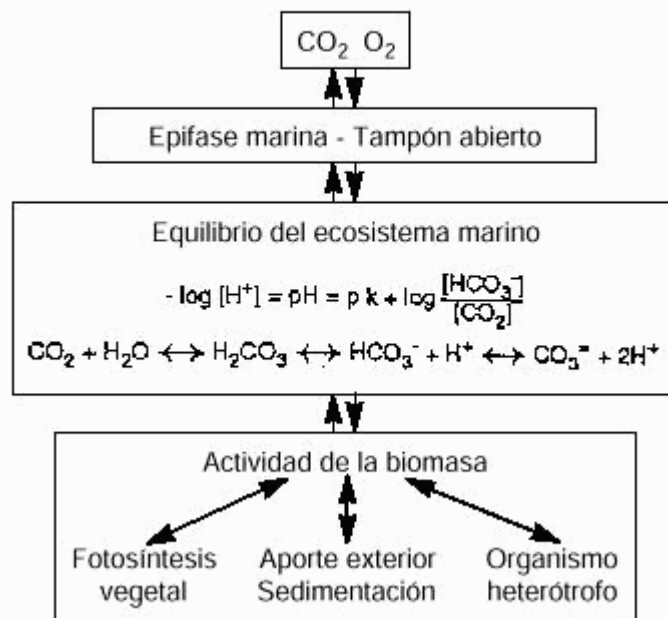 CO₂ O₂
Epifase marina - Tampón abierto
Equilibrio del ecosistema marino
- log [H⁺] = pH = p k + log [HCO₃⁻] / [CO₂]
CO₂ + H₂O ⟷ H₂CO₃ ⟷ HCO₃⁻ + H⁺ ⟷ CO₃⁼ + 2H⁺
Actividad de la biomasa
Fotosíntesis vegetal
Aporte exterior Sedimentación
Organismo heterótrofo